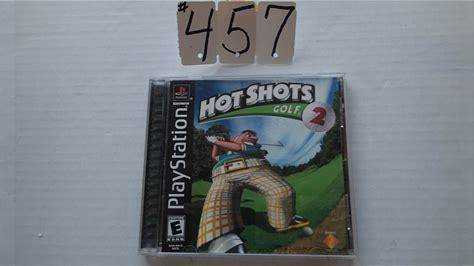 #457
PlayStation
HOT SHOTS
GOLF 2
E